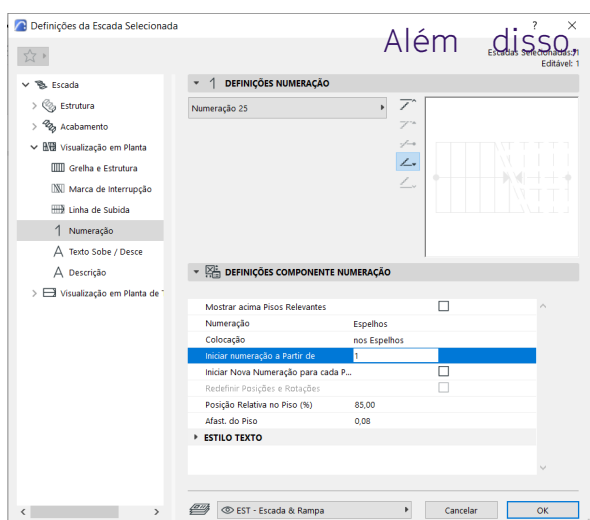 Definições da Escada Selecionada
?
Além disso,
Escadas Selecionadas:1
Editável: 1
Escada
Estrutura
Acabamento
Visualização em Planta
Grelha e Estrutura
Marca de Interrupção
Linha de Subida
1 Numeração
A Texto Sobe / Desce
A Descrição
Visualização em Planta de
1 DEFINIÇÕES NUMERAÇÃO
Numeração 25
DEFINIÇÕES COMPONENTE NUMERAÇÃO
Mostrar acima Pisos Relevantes
Numeração Espelhos
Colocação nos Espelhos
Iniciar numeração a Partir de 1
Iniciar Nova Numeração para cada P...
Redefinir Posições e Rotações
Posição Relativa no Piso (%) 85,00
Afast. do Piso 0,08
ESTILO TEXTO
EST - Escada & Rampa
Cancelar
OK